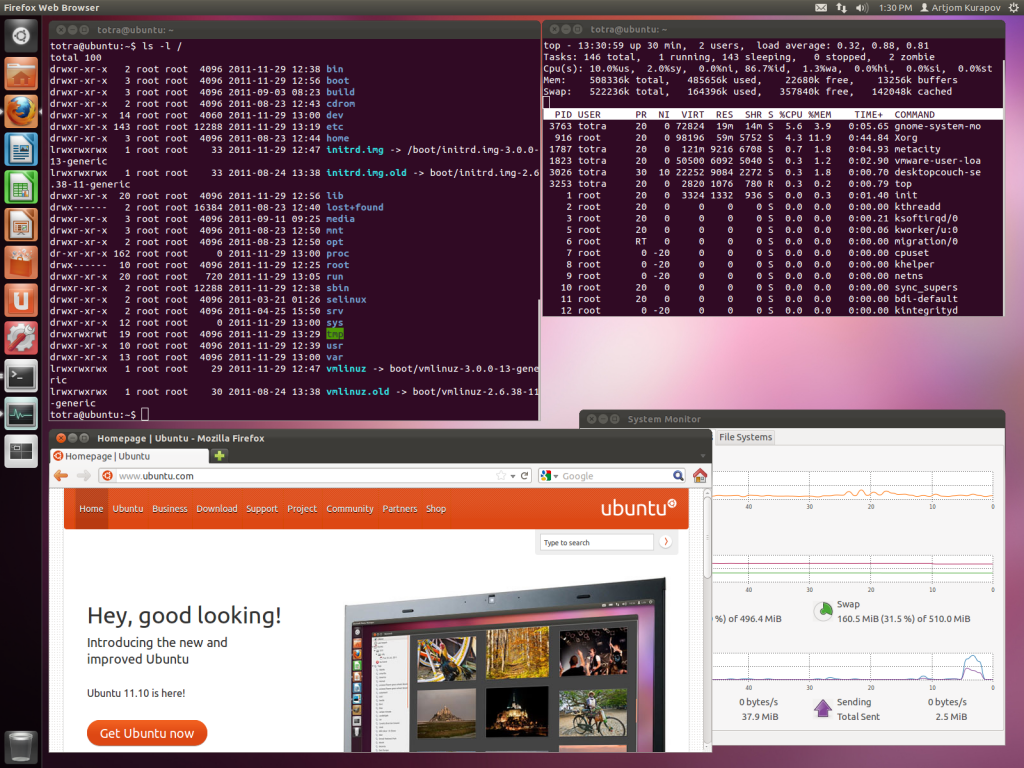 Firefox Web Browser
1:30 PM Artjom Kurapov
totra@ubuntu: ~
totra@ubuntu:~$ ls -l /
total 100
drwxr-xr-x 2 root root 4096 2011-11-29 12:38 bin
drwxr-xr-x 3 root root 4096 2011-11-29 12:56 boot
drwxr-xr-x 3 root root 4096 2011-09-03 08:23 build
drwxr-xr-x 2 root root 4096 2011-08-23 12:43 cdrom
drwxr-xr-x 14 root root 4060 2011-11-29 13:00 dev
drwxr-xr-x 143 root root 12288 2011-11-29 13:19 etc
drwxr-xr-x 3 root root 4096 2011-08-23 12:44 home
lrwxrwxrwx 1 root root 33 2011-11-29 12:47 initrd.img -> /boot/initrd.img-3.0.0-
13-generic
lrwxrwxrwx 1 root root 33 2011-08-24 13:38 initrd.img.old -> boot/initrd.img-2.6
.38-11-generic
drwxr-xr-x 20 root root 4096 2011-11-29 12:56 lib
drwx------ 2 root root 16384 2011-08-23 12:40 lost+found
drwxr-xr-x 3 root root 4096 2011-09-11 09:25 media
drwxr-xr-x 3 root root 4096 2011-08-23 12:50 mnt
drwxr-xr-x 2 root root 4096 2011-08-23 12:50 opt
dr-xr-xr-x 162 root root 0 2011-11-29 13:00 proc
drwx------ 10 root root 4096 2011-11-29 12:25 root
drwxr-xr-x 20 root root 720 2011-11-29 13:05 run
drwxr-xr-x 2 root root 12288 2011-11-29 12:38 sbin
drwxr-xr-x 2 root root 4096 2011-03-21 01:26 selinux
drwxr-xr-x 2 root root 4096 2011-04-25 15:50 srv
drwxr-xr-x 12 root root 0 2011-11-29 13:00 sys
drwxrwxrwt 19 root root 4096 2011-11-29 13:29 tmp
drwxr-xr-x 10 root root 4096 2011-11-29 12:39 usr
drwxr-xr-x 13 root root 4096 2011-11-29 13:00 var
lrwxrwxrwx 1 root root 29 2011-11-29 12:47 vmlinuz -> boot/vmlinuz-3.0.0-13-gene
ric
lrwxrwxrwx 1 root root 30 2011-08-24 13:38 vmlinuz.old -> boot/vmlinuz-2.6.38-11
-generic
totra@ubuntu:~$
totra@ubuntu: ~
top - 13:30:59 up 30 min, 2 users, load average: 0.32, 0.88, 0.81
Tasks: 146 total, 1 running, 143 sleeping, 0 stopped, 2 zombie
Cpu(s): 10.0%us, 2.0%sy, 0.0%ni, 86.7%id, 1.3%wa, 0.0%hi, 0.0%si, 0.0%st
Mem: 508336k total, 485656k used, 22680k free, 13256k buffers
Swap: 522236k total, 164396k used, 357840k free, 142048k cached
PID USER PR NI VIRT RES SHR S %CPU %MEM TIME+ COMMAND
3763 totra 20 0 72824 19m 14m S 5.6 3.9 0:05.65 gnome-system-mo
916 root 20 0 98196 59m 5752 S 4.3 11.9 0:44.84 Xorg
1787 totra 20 0 121m 9216 6708 S 0.7 1.8 0:04.93 metacity
1823 totra 20 0 50500 6092 5040 S 0.3 1.2 0:02.90 vmware-user-loa
3026 totra 30 10 22252 9084 2272 S 0.3 1.8 0:00.70 desktopcouch-se
3253 totra 20 0 2820 1076 780 R 0.3 0.2 0:00.79 top
1 root 20 0 3324 1332 936 S 0.0 0.3 0:01.40 init
2 root 20 0 0 0 0 S 0.0 0.0 0:00.00 kthreadd
3 root 20 0 0 0 0 S 0.0 0.0 0:00.21 ksoftirqd/0
5 root 20 0 0 0 0 S 0.0 0.0 0:00.06 kworker/u:0
6 root RT 0 0 0 0 S 0.0 0.0 0:00.00 migration/0
7 root 0 -20 0 0 0 S 0.0 0.0 0:00.00 cpuset
8 root 0 -20 0 0 0 S 0.0 0.0 0:00.00 khelper
9 root 0 -20 0 0 0 S 0.0 0.0 0:00.00 netns
10 root 20 0 0 0 0 S 0.0 0.0 0:00.00 sync_supers
11 root 20 0 0 0 0 S 0.0 0.0 0:00.00 bdi-default
12 root 0 -20 0 0 0 S 0.0 0.0 0:00.00 kintegrityd
System Monitor
File Systems
40 30 20 10 0
40 30 20 10 0
Swap
%) of 496.4 MiB 160.5 MiB (31.5 %) of 510.0 MiB
40 30 20 10 0
0 bytes/s Sending 0 bytes/s
37.9 MiB Total Sent 2.5 MiB
Homepage | Ubuntu - Mozilla Firefox
Homepage | Ubuntu
www.ubuntu.com
Google
Home Ubuntu Business Download Support Project Community Partners Shop
ubuntu
Type to search
Hey, good looking!
Introducing the new and
improved Ubuntu
Ubuntu 11.10 is here!
Get Ubuntu now